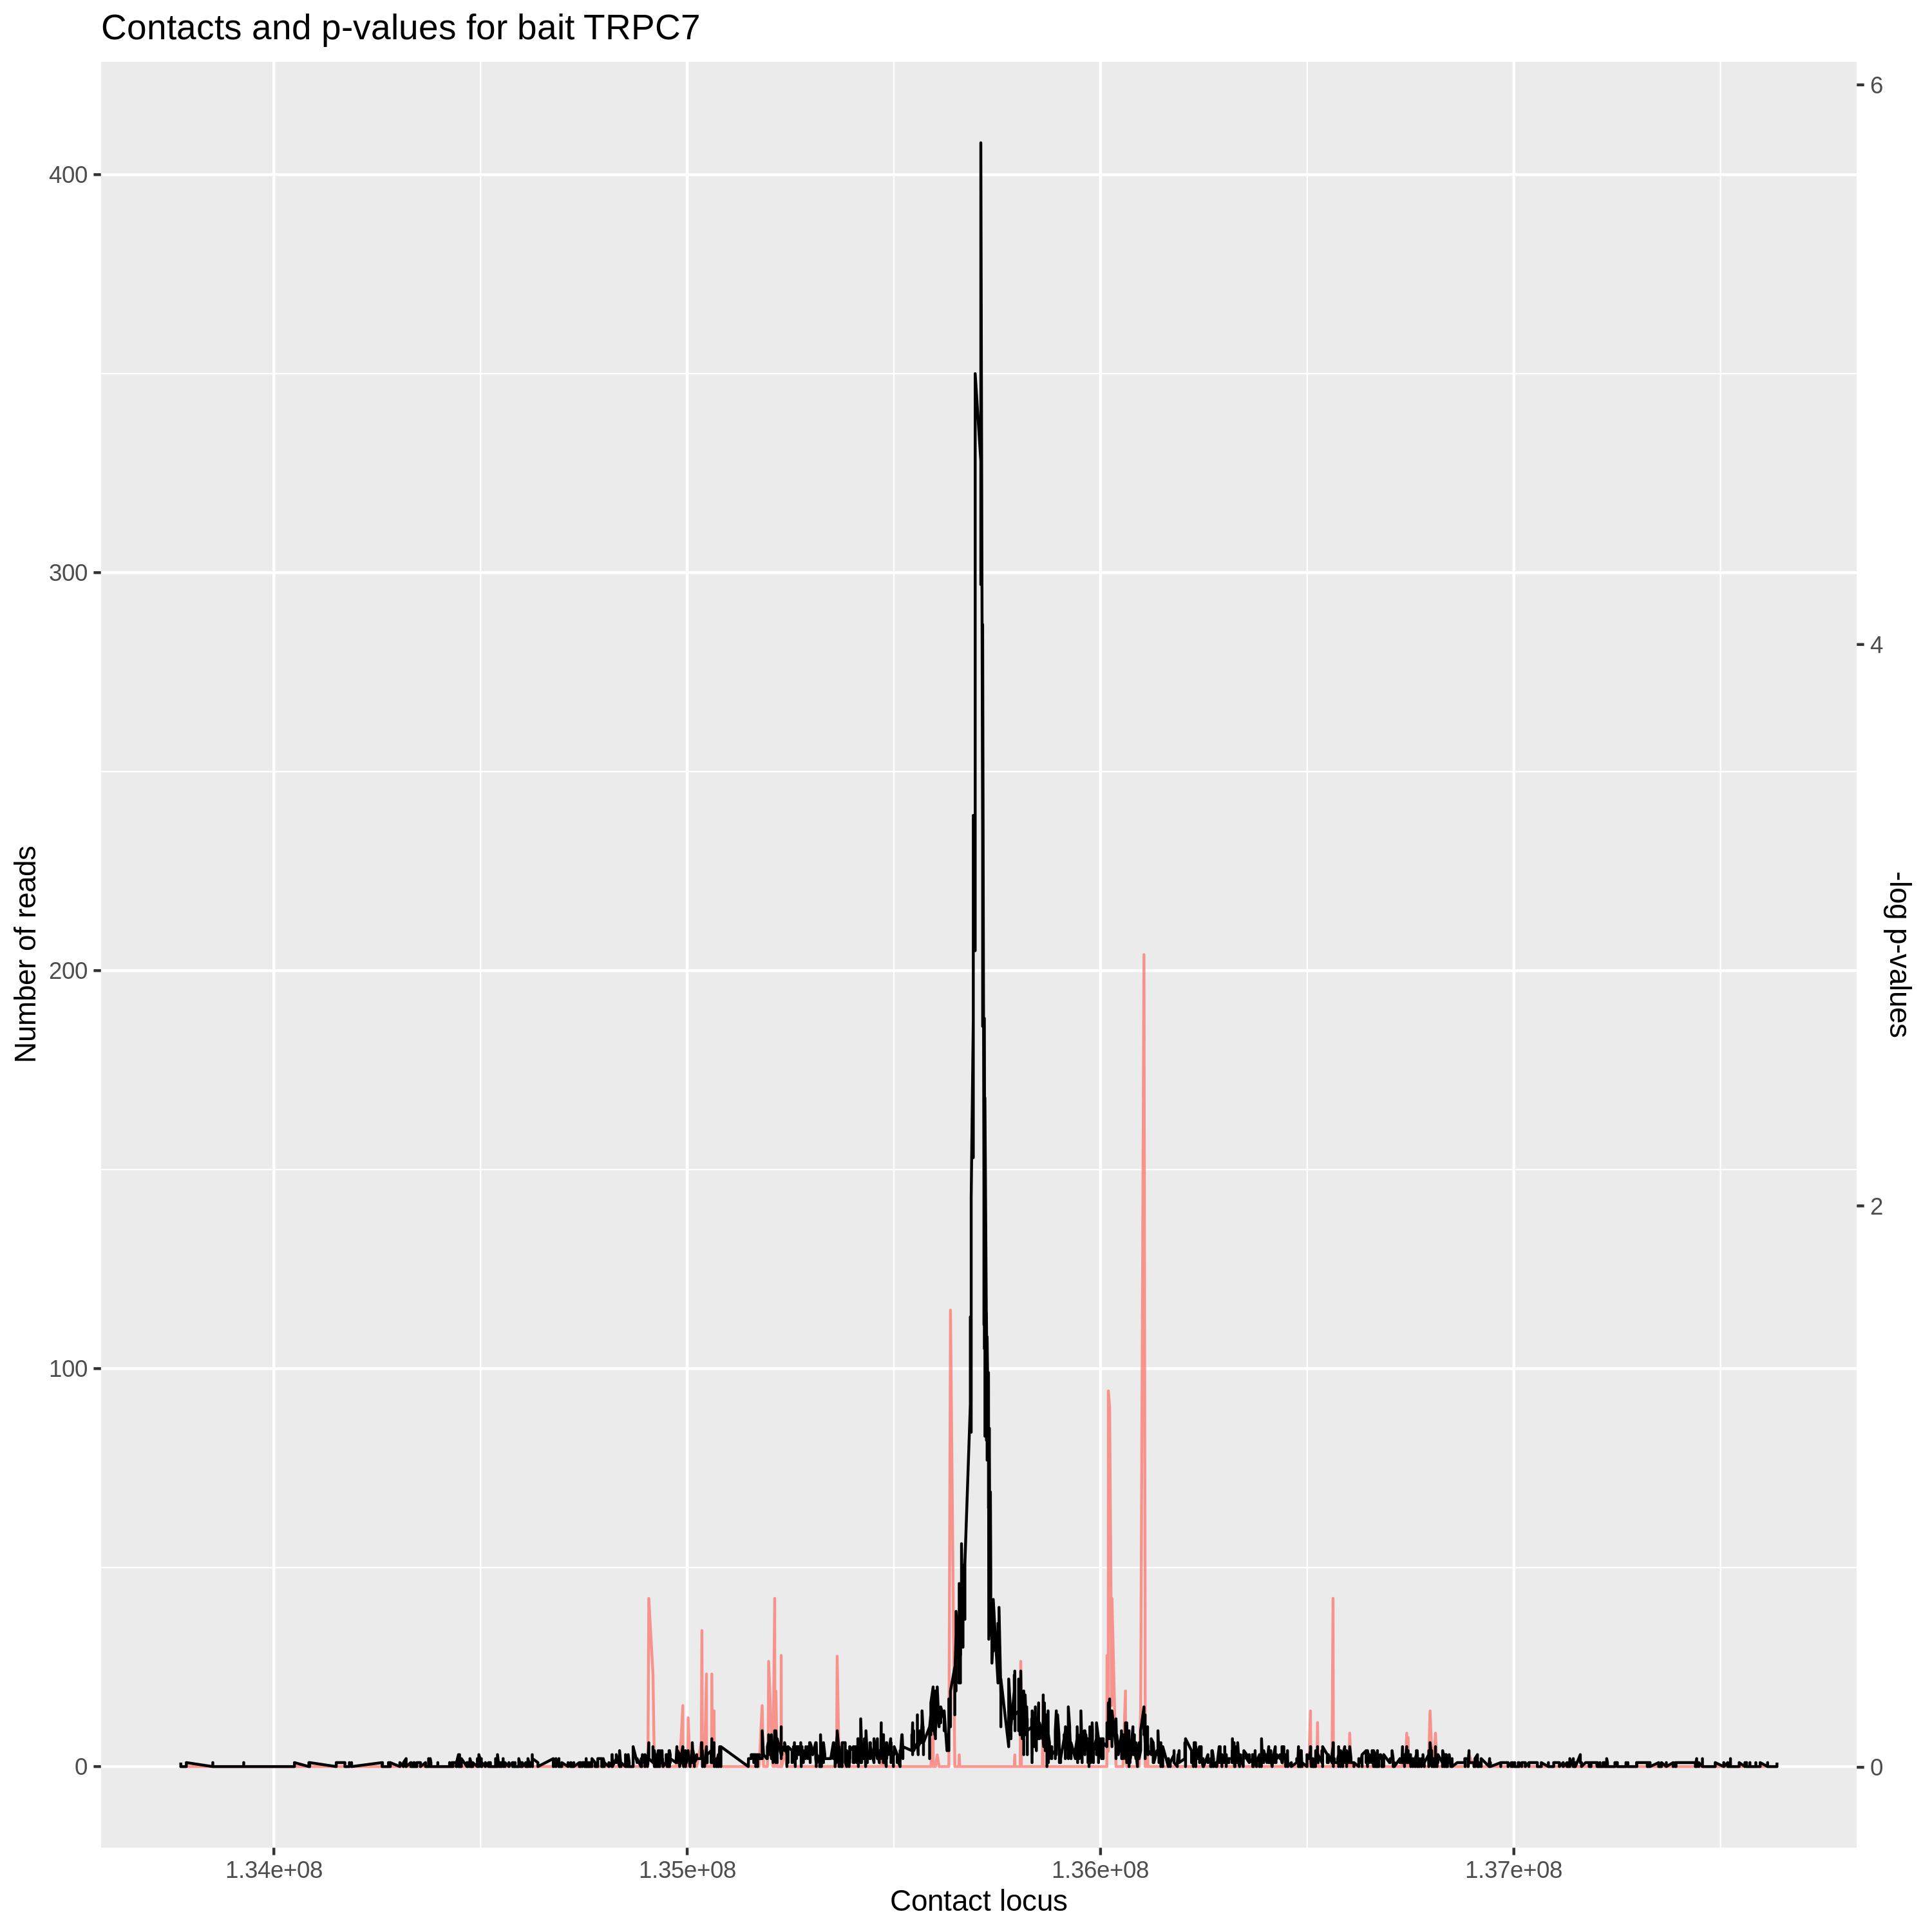 Contacts and p-values for bait TRPC7
6
400
300
4
Number of reads
-log p-values
200
2
100
0
0
1.34e+08
1.35e+08
1.36e+08
1.37e+08
Contact locus